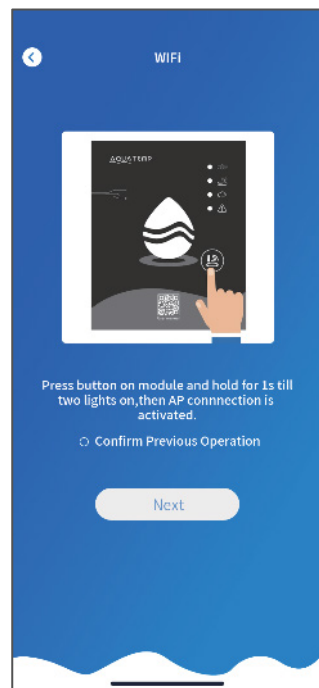 WIFi
Press button on module and hold for 1s till
two lights on,then AP connnection is
activated.
Confirm Previous Operation
Next